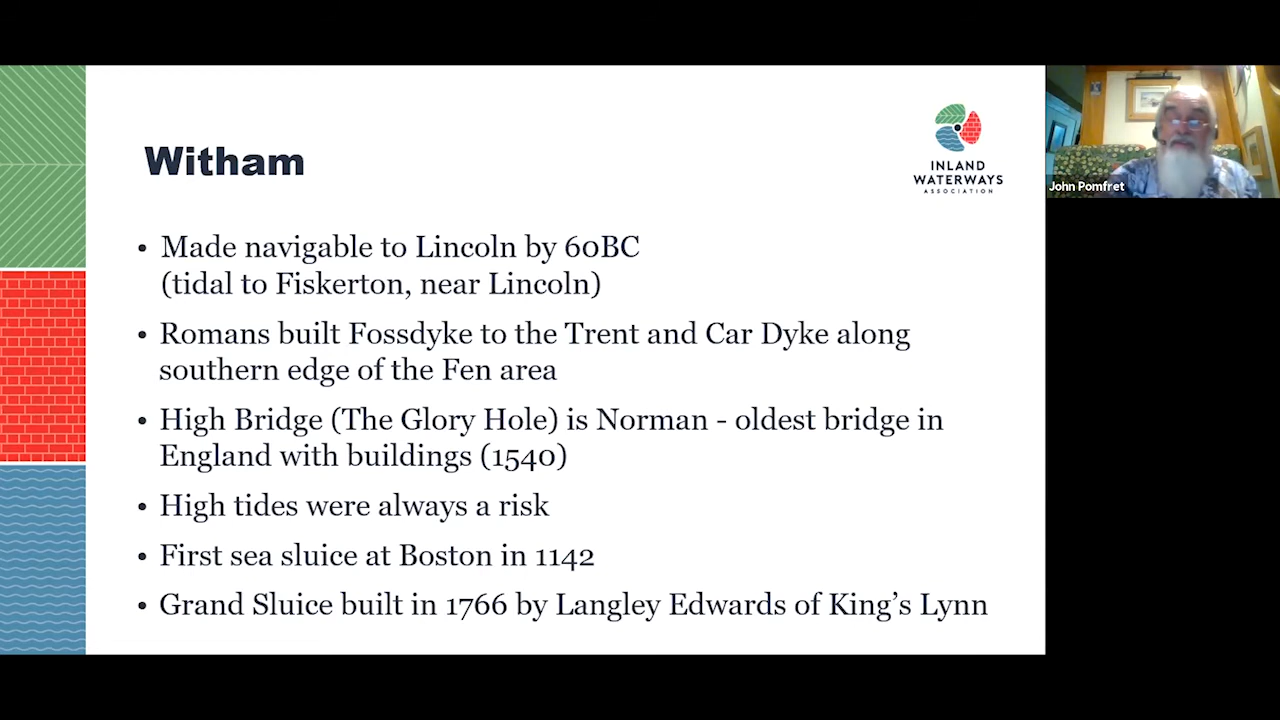 Witham
INLAND
WATERWAYS
ASSOCIATION
John Pomfret
• Made navigable to Lincoln by 60BC
(tidal to Fiskerton, near Lincoln)
• Romans built Fossdyke to the Trent and Car Dyke along
southern edge of the Fen area
• High Bridge (The Glory Hole) is Norman - oldest bridge in
England with buildings (1540)
• High tides were always a risk
• First sea sluice at Boston in 1142
• Grand Sluice built in 1766 by Langley Edwards of King’s Lynn